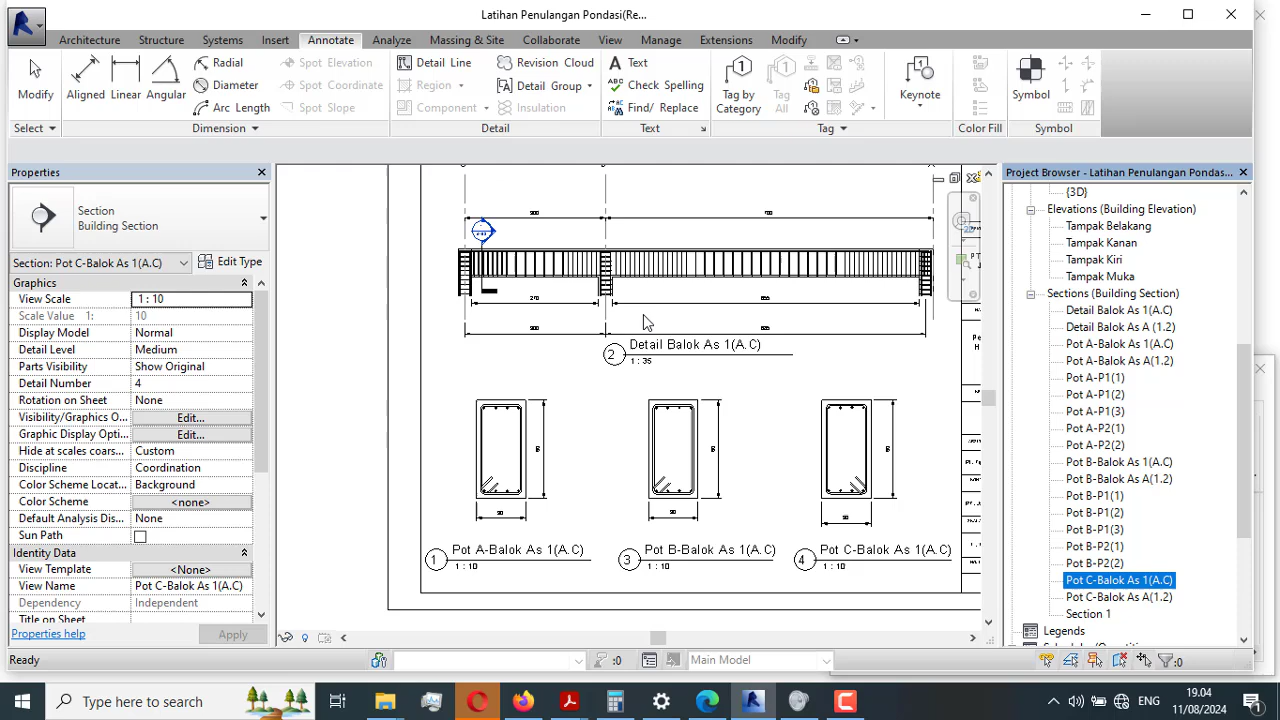 Latihan Penulangan Pondasi(Re...
Architecture Structure Systems Insert Annotate Analyze Massing & Site Collaborate View Manage Extensions Modify
Modify
Aligned Linear Angular
Radial
Diameter
Arc Length
Spot Elevation
Spot Coordinate
Spot Slope
Detail Line
Region
Component
Revision Cloud
Detail Group
Insulation
Text
Check Spelling
Find/ Replace
Tag by Category
Tag All
Keynote
Symbol
Select Dimension Detail Text Tag Color Fill Symbol
Properties
Section
Building Section
Section: Pot C-Balok As 1(A.C) Edit Type
Graphics
View Scale 1 : 10
Scale Value 1: 10
Display Model Normal
Detail Level Medium
Parts Visibility Show Original
Detail Number 4
Rotation on Sheet None
Visibility/Graphics O... Edit...
Graphic Display Opti... Edit...
Hide at scales coars... Custom
Discipline Coordination
Color Scheme Locat... Background
Color Scheme <none>
Default Analysis Dis... None
Sun Path
Identity Data
View Template <None>
View Name Pot C-Balok As 1(A.C)
Dependency Independent
Title on Sheet
Properties help Apply
2 Detail Balok As 1(A.C)
1 : 35
1 Pot A-Balok As 1(A.C)
1 : 10
3 Pot B-Balok As 1(A.C)
1 : 10
4 Pot C-Balok As 1(A.C)
1 : 10
Project Browser - Latihan Penulangan Pondas...
{3D}
Elevations (Building Elevation)
Tampak Belakang
Tampak Kanan
Tampak Kiri
Tampak Muka
Sections (Building Section)
Detail Balok As 1(A.C)
Detail Balok As A (1.2)
Pot A-Balok As 1(A.C)
Pot A-Balok As A(1.2)
Pot A-P1(1)
Pot A-P1(2)
Pot A-P1(3)
Pot A-P2(1)
Pot A-P2(2)
Pot B-Balok As 1(A.C)
Pot B-Balok As A(1.2)
Pot B-P1(1)
Pot B-P1(2)
Pot B-P1(3)
Pot B-P2(1)
Pot B-P2(2)
Pot C-Balok As 1(A.C)
Pot C-Balok As A(1.2)
Section 1
Legends
Ready
:0 Main Model :0
Type here to search
ENG
19.04
11/08/2024